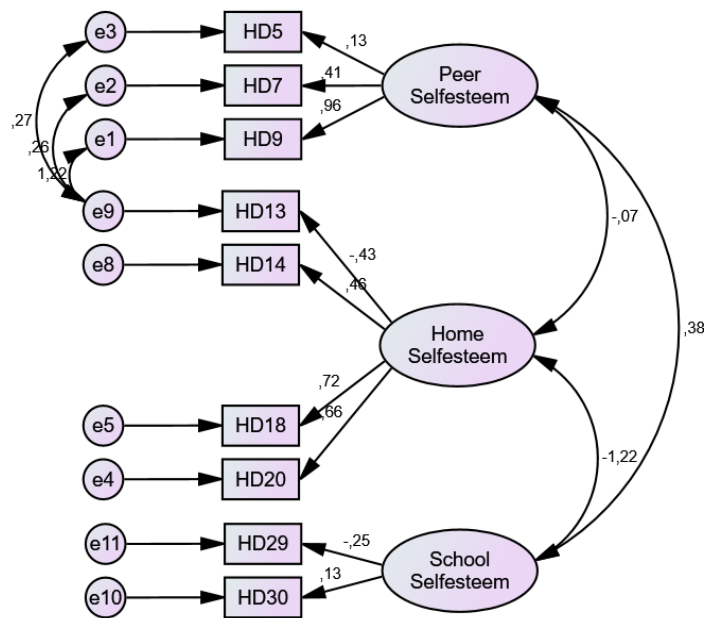 e3
HD5
,13
e2
HD7
,41
Peer
Selfesteem
,96
,27
e1
HD9
,26
1,22
e9
HD13
-,07
-,43
e8
HD14
,46
,38
Home
Selfesteem
,72
,66
e5
HD18
-1,22
e4
HD20
e11
HD29
-,25
School
Selfesteem
,13
e10
HD30